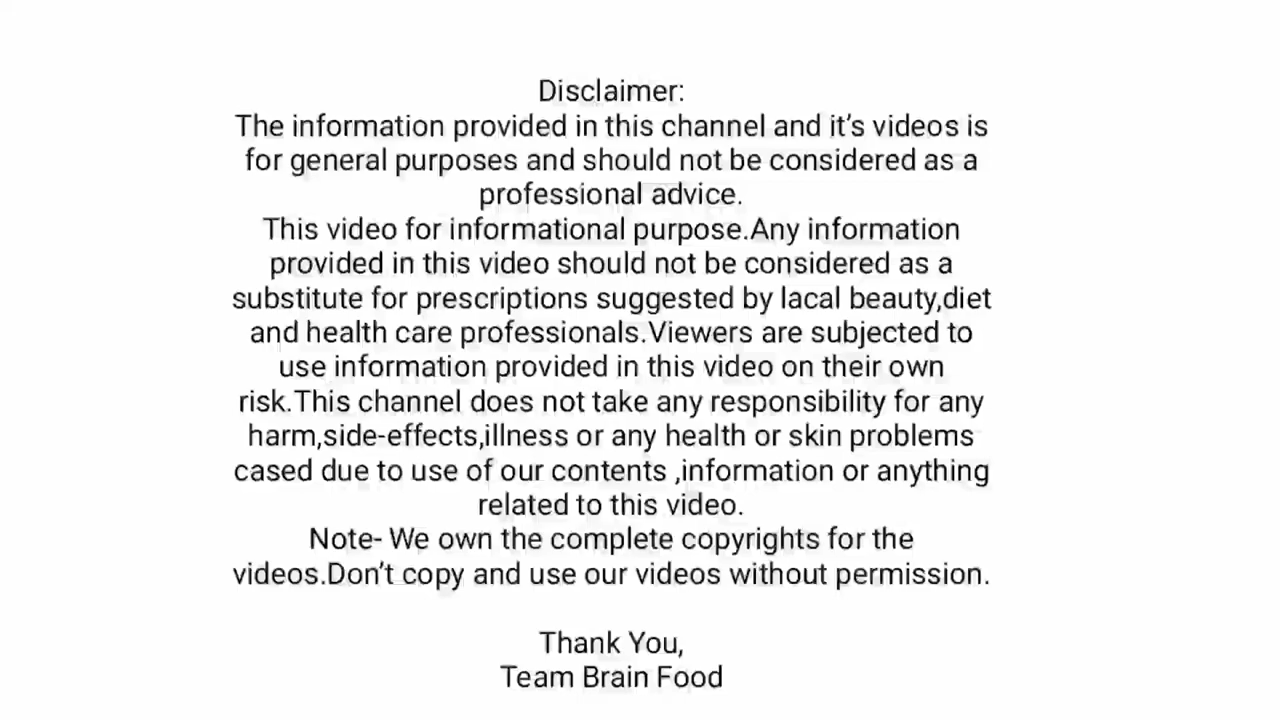 Disclaimer:
The information provided in this channel and it's videos is
for general purposes and should not be considered as a
professional advice.
This video for informational purpose.Any information
provided in this video should not be considered as a
substitute for prescriptions suggested by lacal beauty,diet
and health care professionals.Viewers are subjected to
use information provided in this video on their own
risk.This channel does not take any responsibility for any
harm,side-effects,illness or any health or skin problems
cased due to use of our contents ,information or anything
related to this video.
Note- We own the complete copyrights for the
videos.Don't copy and use our videos without permission.
Thank You,
Team Brain Food